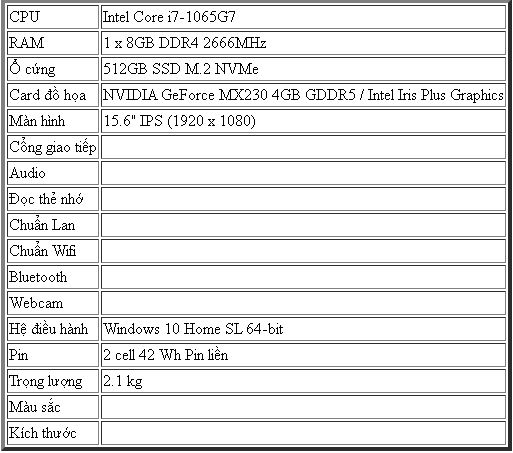 CPU Intel Core i7-1065G7
RAM 1 x 8GB DDR4 2666MHz
Ổ cứng 512GB SSD M.2 NVMe
Card đồ họa NVIDIA GeForce MX230 4GB GDDR5 / Intel Iris Plus Graphics
Màn hình 15.6" IPS (1920 x 1080)
Cổng giao tiếp
Audio
Đọc thẻ nhớ
Chuẩn Lan
Chuẩn Wifi
Bluetooth
Webcam
Hệ điều hành Windows 10 Home SL 64-bit
Pin 2 cell 42 Wh Pin liền
Trọng lượng 2.1 kg
Màu sắc
Kích thước